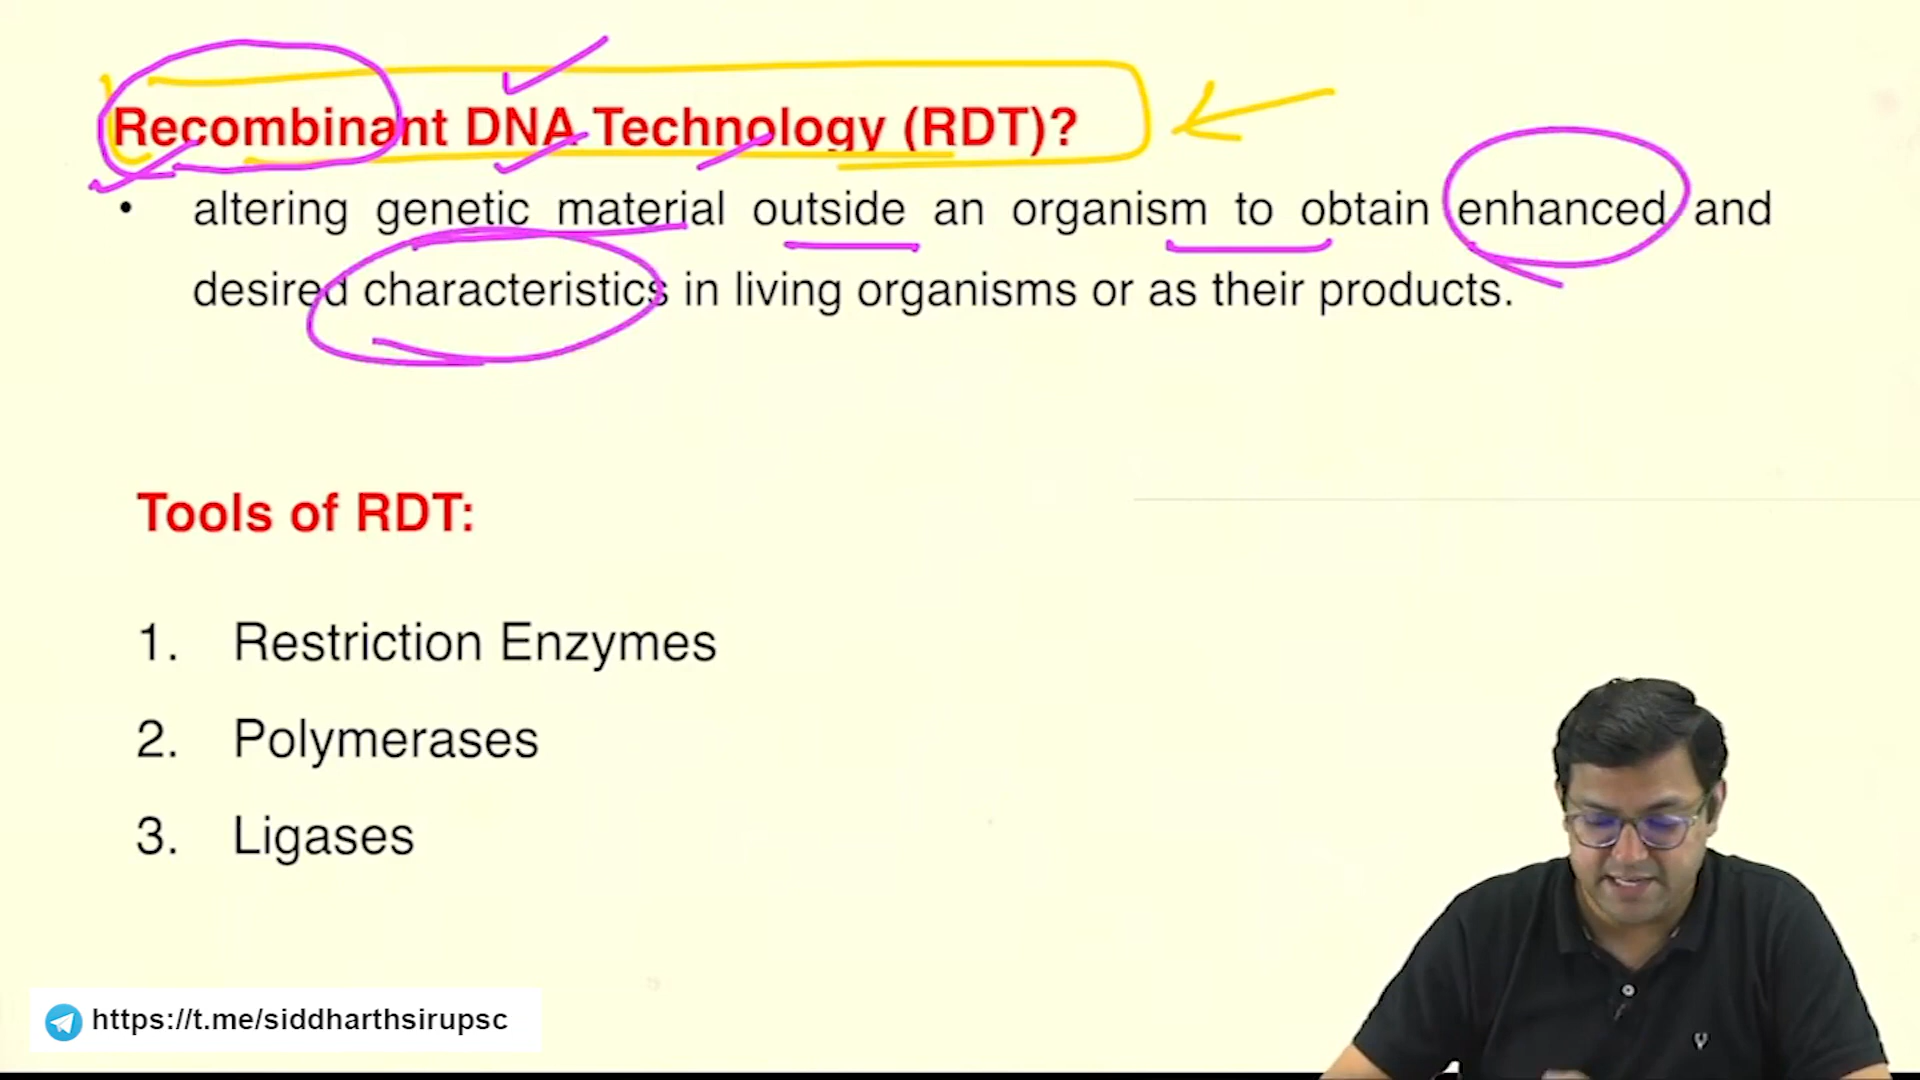 Recombinant DNA Technology (RDT)?
• altering genetic material outside an organism to obtain enhanced and
desired characteristics in living organisms or as their products.
Tools of RDT:
1. Restriction Enzymes
2. Polymerases
3. Ligases
https://t.me/siddharthsirupsc